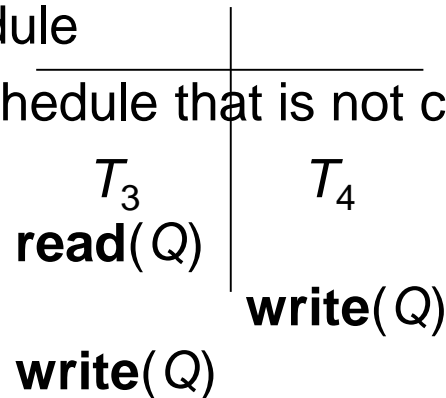 dule
hedule that is not c
T₃ T₄
read(Q)
write(Q)
write(Q)